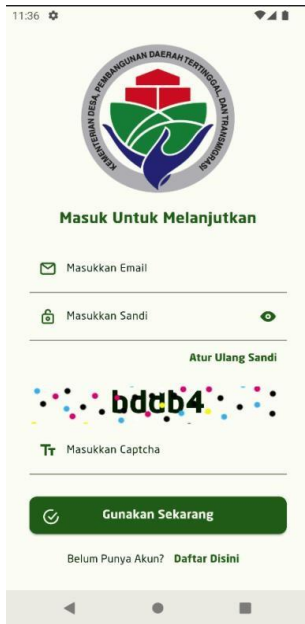 11:36
KEMENTERIAN DESA, PEMBANGUNAN DAERAH TERTINGGAL, DAN TRANSMIGRASI
Masuk Untuk Melanjutkan
Masukkan Email
Masukkan Sandi
Atur Ulang Sandi
Tт Masukkan Captcha
Gunakan Sekarang
Belum Punya Akun? Daftar Disini